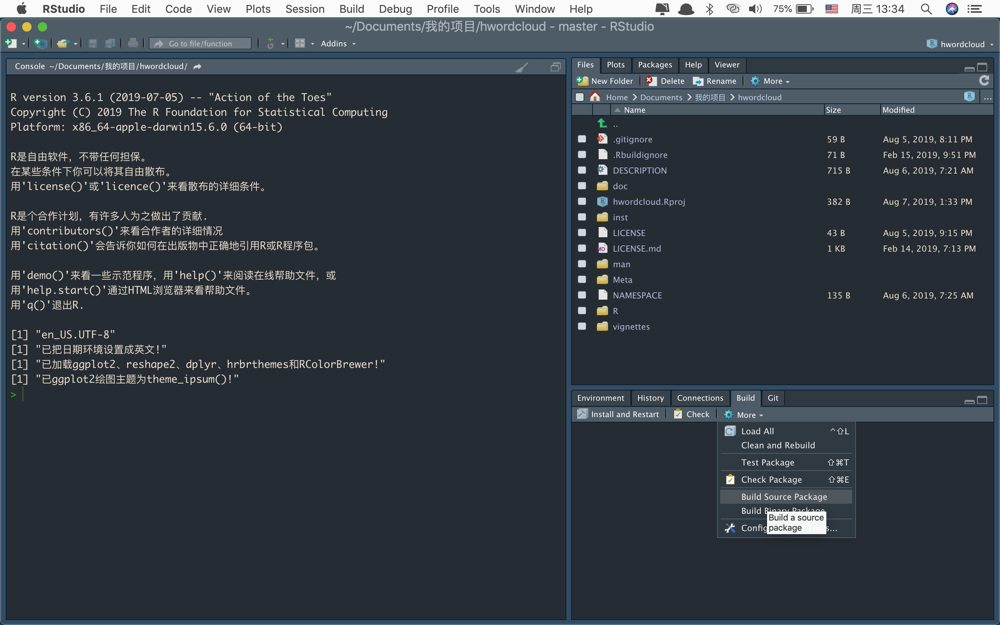 RStudio File Edit Code View Plots Session Build Debug Profile Tools Window Help 75% 周三 13:34
~/Documents/我的项目/hwordcloud - master - RStudio
Go to file/function Addins hwordcloud
Console ~/Documents/我的项目/hwordcloud/
R version 3.6.1 (2019-07-05) -- "Action of the Toes"
Copyright (C) 2019 The R Foundation for Statistical Computing
Platform: x86_64-apple-darwin15.6.0 (64-bit)
R是自由软件，不带任何担保。
在某些条件下你可以将其自由散布。
用'license()'或'licence()'来看散布的详细条件。
R是个合作计划，有许多人为之做出了贡献.
用'contributors()'来看合作者的详细情况
用'citation()'会告诉你如何在出版物中正确地引用R或R程序包。
用'demo()'来看一些示范程序，用'help()'来阅读在线帮助文件，或
用'help.start()'通过HTML浏览器来看帮助文件。
用'q()'退出R.
[1] "en_US.UTF-8"
[1] "已把日期环境设置成英文!"
[1] "已加载ggplot2、reshape2、dplyr、hrbrthemes和RColorBrewer!"
[1] "已ggplot2绘图主题为theme_ipsum()!"
>
Files Plots Packages Help Viewer
New Folder Delete Rename More
Home Documents 我的项目 hwordcloud ...
Name Size Modified
..
.gitignore 59 B Aug 5, 2019, 8:11 PM
.Rbuildignore 71 B Feb 15, 2019, 9:51 PM
DESCRIPTION 715 B Aug 6, 2019, 7:21 AM
doc
hwordcloud.Rproj 382 B Aug 7, 2019, 1:33 PM
inst
LICENSE 43 B Aug 5, 2019, 9:15 PM
LICENSE.md 1 KB Feb 14, 2019, 7:13 PM
man
Meta
NAMESPACE 135 B Aug 6, 2019, 7:25 AM
R
vignettes
Environment History Connections Build Git
Install and Restart Check More
Load All ^⇧L
Clean and Rebuild
Test Package ⇧⌘T
Check Package ⇧⌘E
Build Source Package
Build Binary Package
Build a source
package